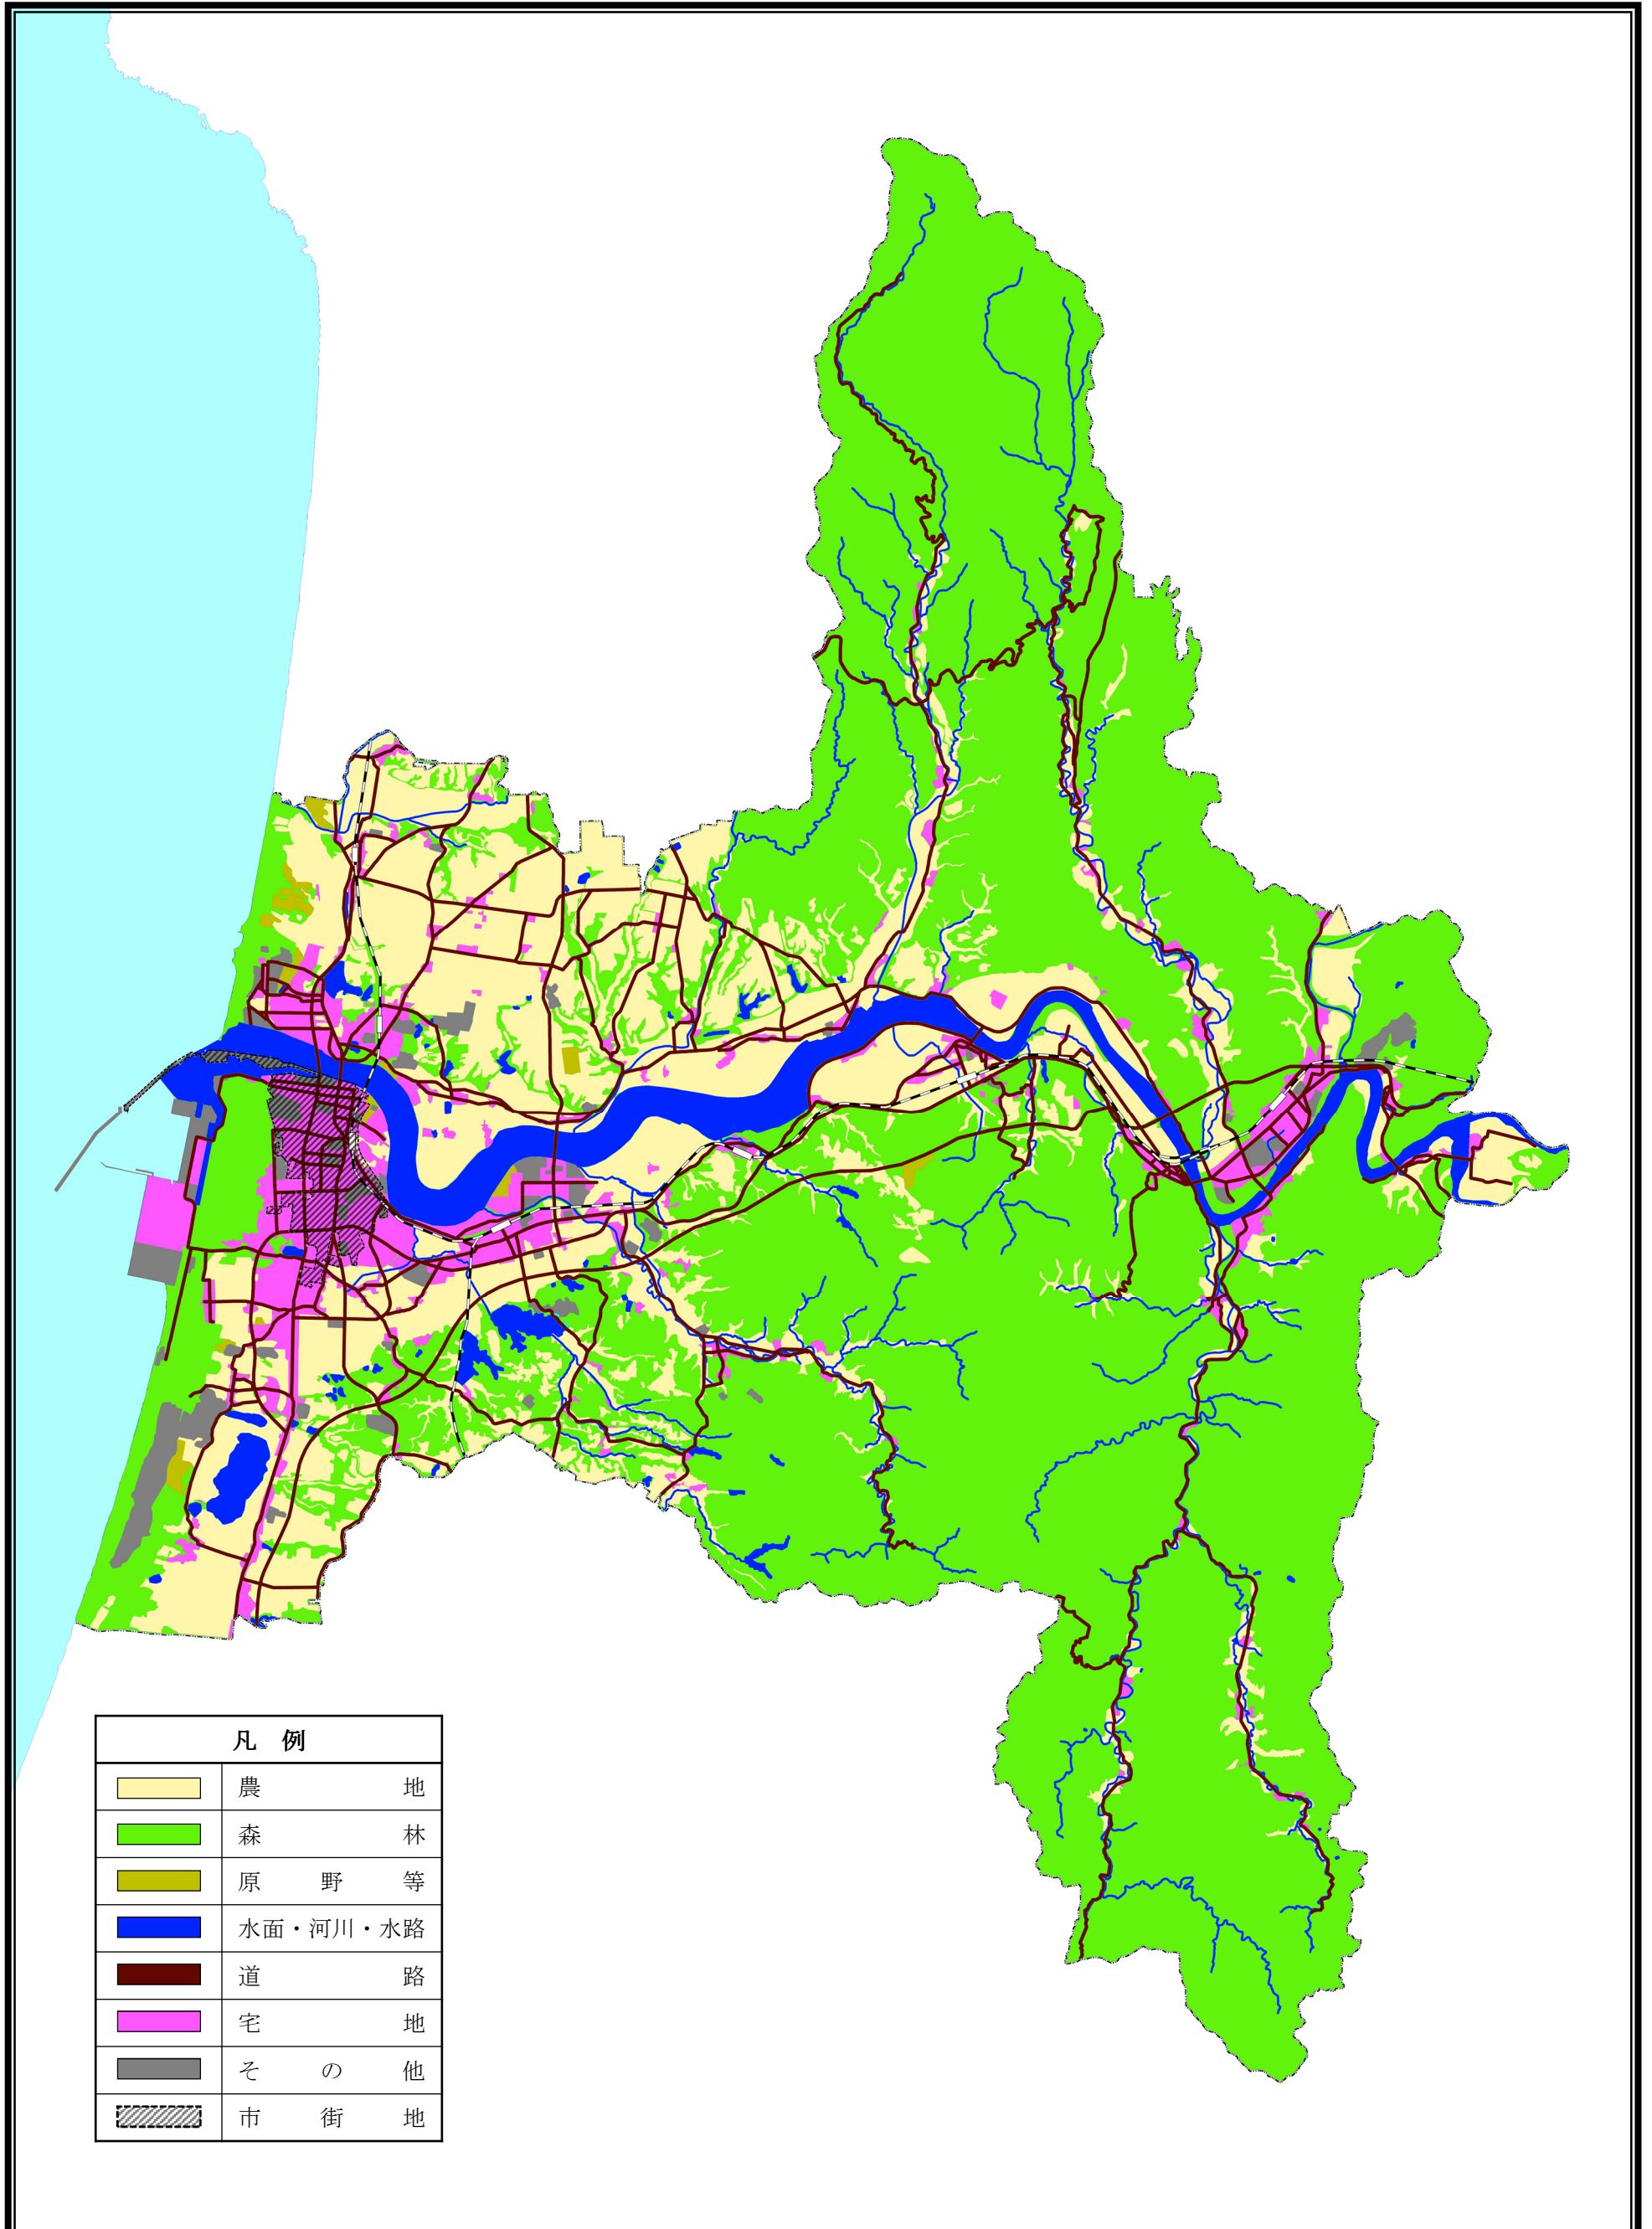 凡 例
農 地
森 林
原 野 等
水面・河川・水路
道 路
宅 地
そ の 他
市 街 地